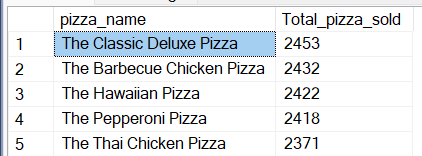 pizza_name Total_pizza_sold
1 The Classic Deluxe Pizza 2453
2 The Barbecue Chicken Pizza 2432
3 The Hawaiian Pizza 2422
4 The Pepperoni Pizza 2418
5 The Thai Chicken Pizza 2371